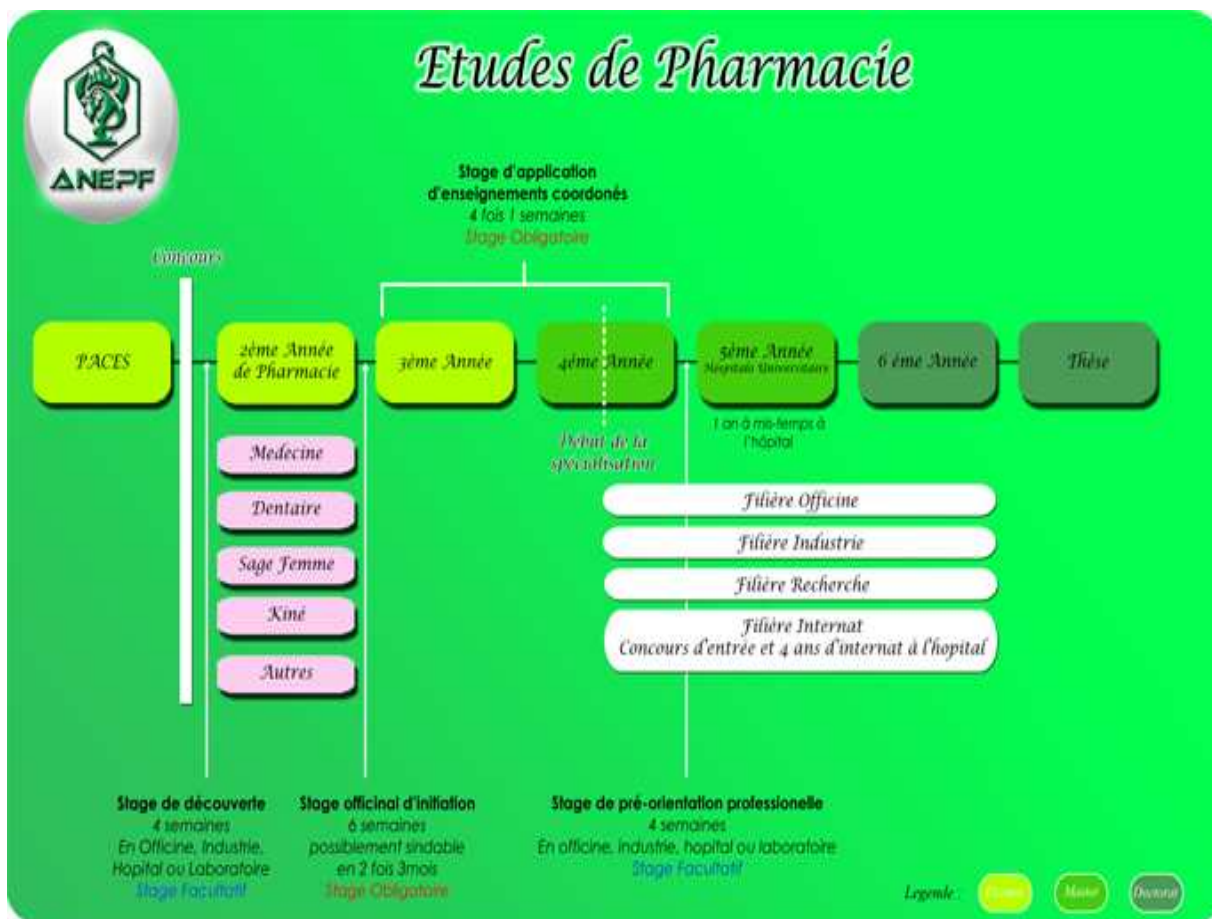 Etudes de Pharmacie
ANEPF
Stage d'application
d'enseignements coordonés
4 fois 1 semaines
Stage Obligatoire
Concours
PACES
2ème Année
de Pharmacie
3ème Année
4ème Année
5ème Année
Hospitalo Universitaire
6 éme Année
Thèse
1 an à mis-temps à
l'hôpital
Début de la
spécialisation
Medecine
Dentaire
Sage Femme
Kiné
Autres
Filière Officine
Filière Industrie
Filière Recherche
Filière Internat
Concours d'entrée et 4 ans d'internat à l'hopital
Stage de découverte
4 semaines
En Officine, Industrie,
Hopital ou Laboratoire
Stage Facultatif
Stage officinal d'initiation
6 semaines
possiblement sindable
en 2 fois 3mois
Stage Obligatoire
Stage de pré-orientation professionelle
4 semaines
En officine, industrie, hopital ou laboratoire
Stage Facultatif
Legende :
Master
Doctorat